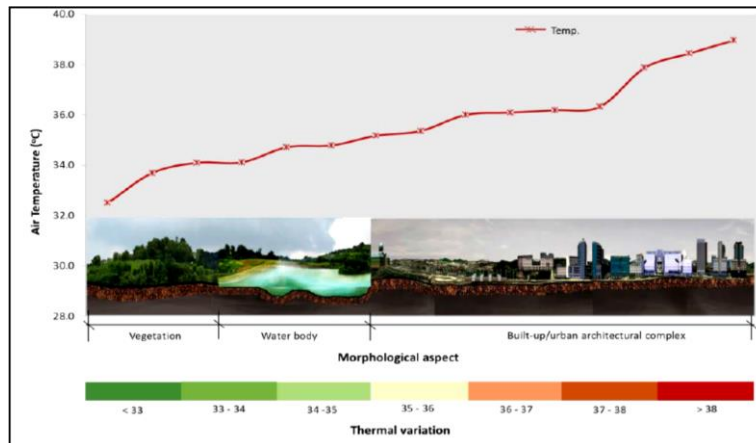 40.0
Temp.
38.0
36.0
34.0
32.0
30.0
28.0
Air Temperature (°C)
Vegetation
Water body
Built-up/urban architectural complex
Morphological aspect
< 33
33 - 34
34 -35
35 - 36
36-37
37 - 38
> 38
Thermal variation